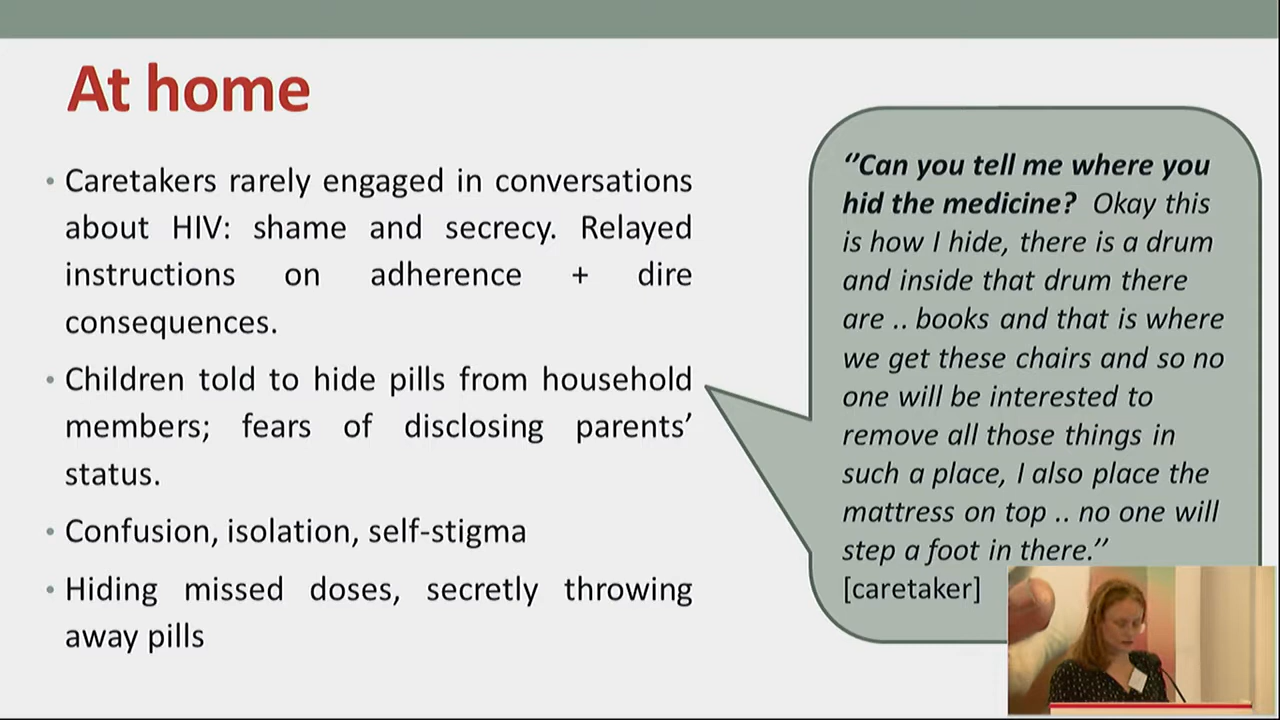 At home
• Caretakers rarely engaged in conversations
about HIV: shame and secrecy. Relayed
instructions on adherence + dire
consequences.
• Children told to hide pills from household
members; fears of disclosing parents’
status.
• Confusion, isolation, self-stigma
• Hiding missed doses, secretly throwing
away pills
‘’Can you tell me where you
hid the medicine? Okay this
is how I hide, there is a drum
and inside that drum there
are .. books and that is where
we get these chairs and so no
one will be interested to
remove all those things in
such a place, I also place the
mattress on top .. no one will
step a foot in there.’’
[caretaker]